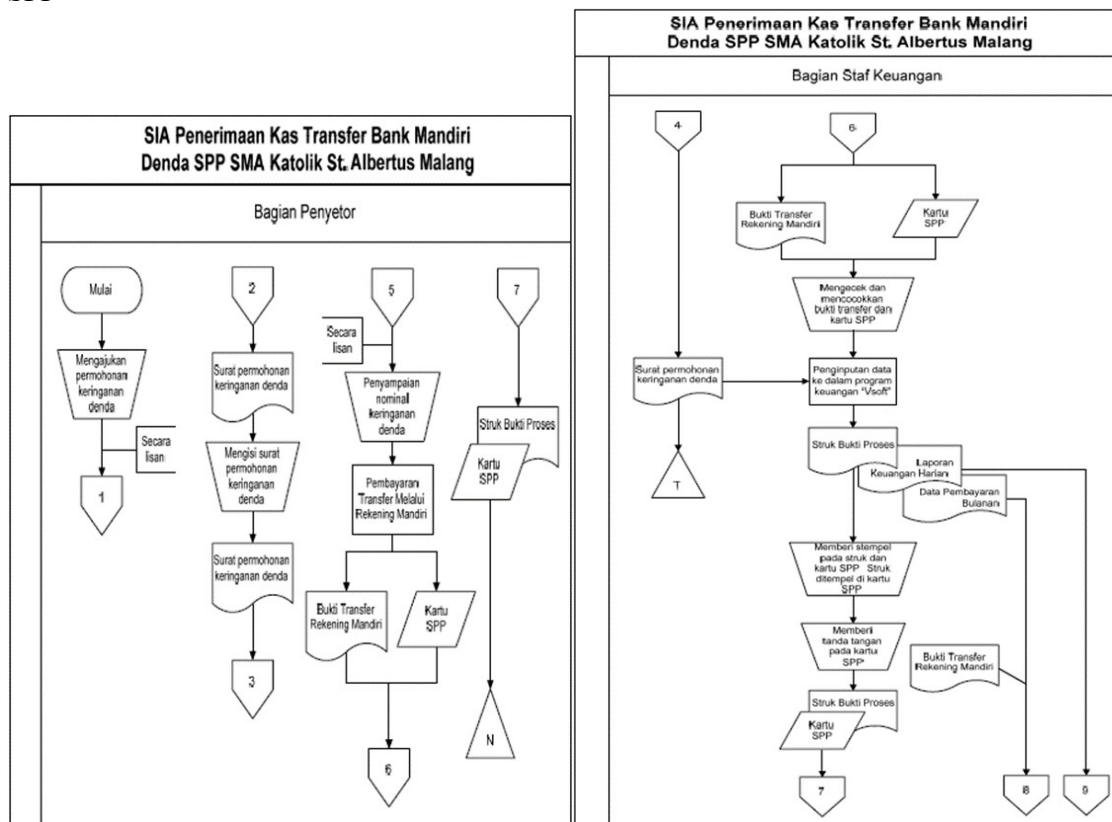 SIA Penerimaan Kas Transfer Bank Mandiri
Denda SPP SMA Katolik St. Albertus Malang
Bagian Penyetor
Mulai
Mengajukan
permohonan
keringanan
denda
Secara
lisan
1
2
Surat permohonan
keringanan denda
Mengisi surat
permohonan
keringanan
denda
Surat permohonan
keringanan denda
3
5
Secara
lisan
Penyampaian
nominal
keringanan
denda
Pembayaran
Transfer Melalui
Rekening Mandiri
Bukti Transfer
Rekening Mandiri
Kartu
SPP
6
7
Struk Bukti Proses
Kartu
SPP
N
SIA Penerimaan Kas Transfer Bank Mandiri
Denda SPP SMA Katolik St. Albertus Malang
Bagian Staf Keuangan
4
6
Bukti Transfer
Rekening Mandiri
Kartu
SPP
Mengecek dan
mencocokkan
bukti transfer dan
kartu SPP
Surat permohonan
keringanan denda
Penginputan data
ke dalam program
keuangan "Vsoft"
T
Struk Bukti Proses
Laporan
Keuangan Harian
Data Pembayaran
Bulanan
Memberi stempel
pada struk dan
kartu SPP Struk
ditempel di kartu
SPP
Memberi
tanda tangan
pada kartu
SPP
Bukti Transfer
Rekening Mandiri
Struk Bukti Proses
Kartu
SPP
7
8
9